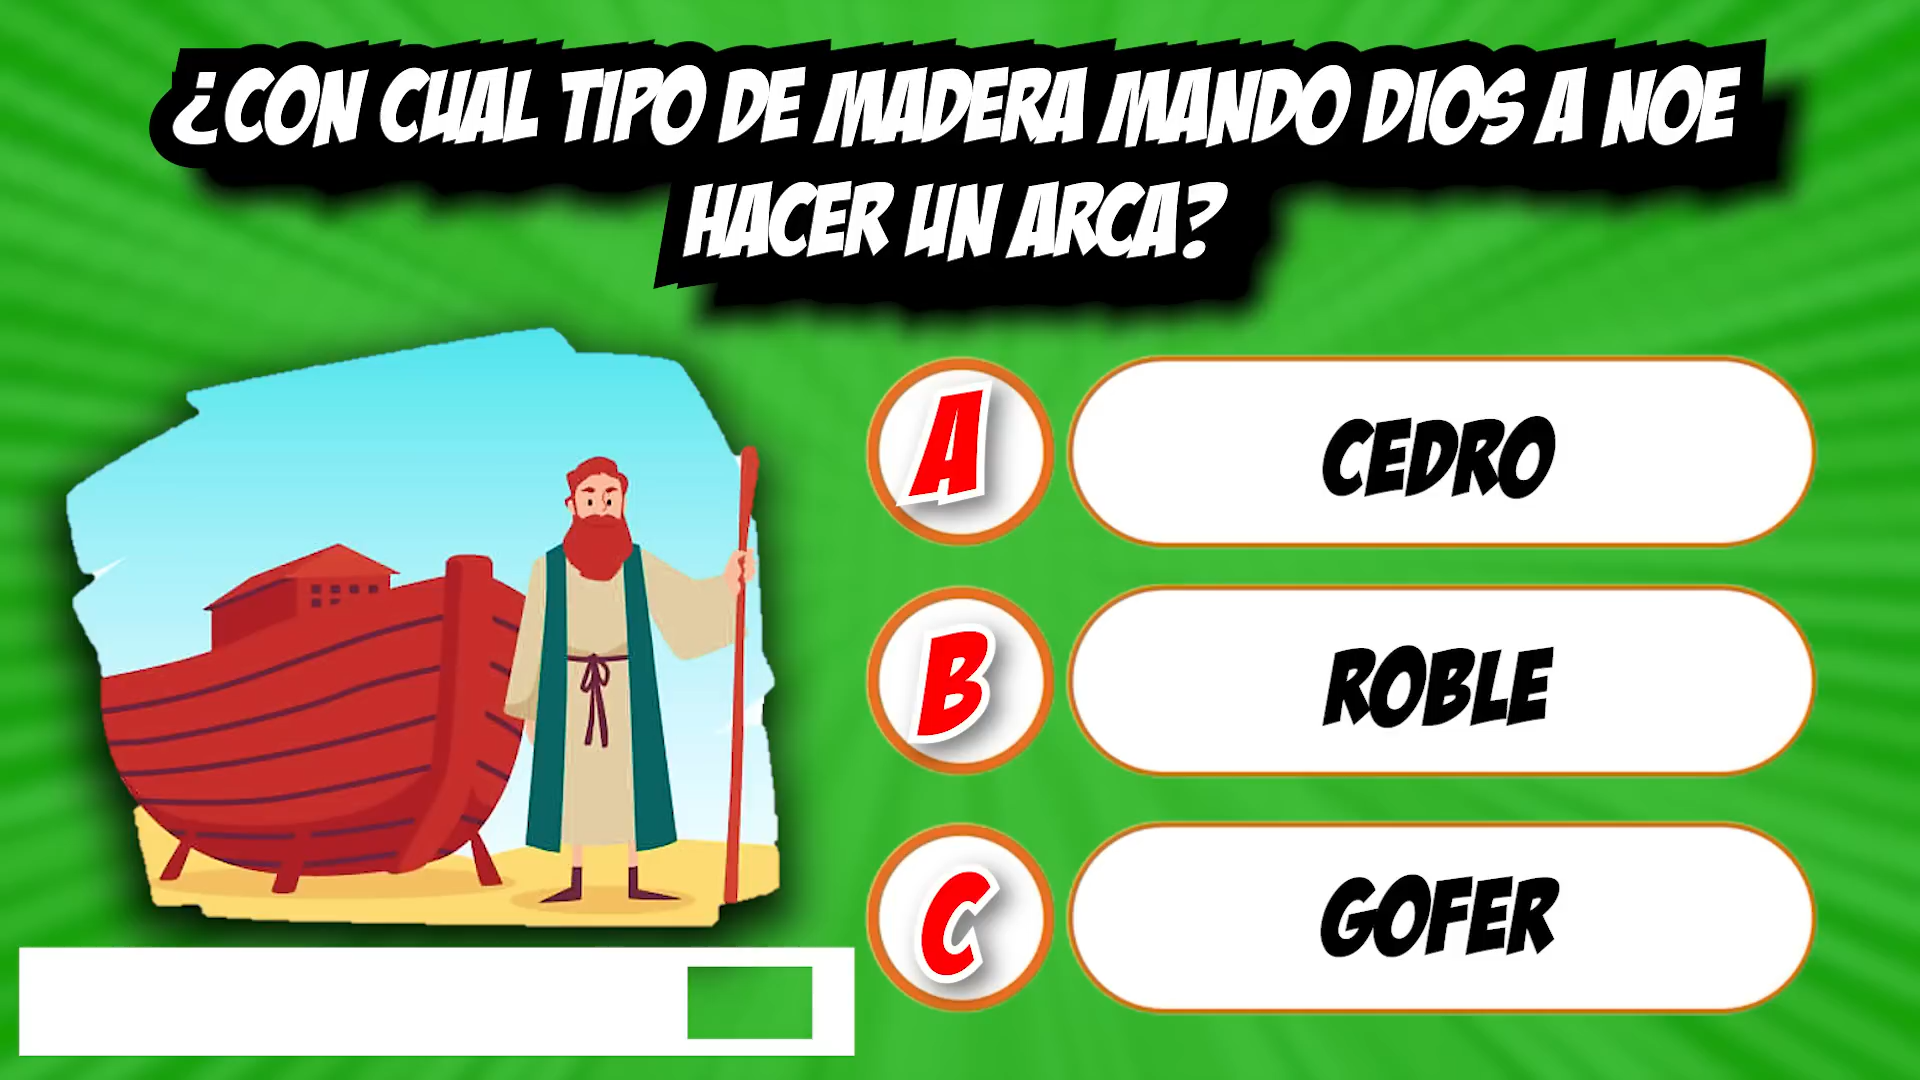 ¿CON CUAL TIPO DE MADERA MANDO DIOS A NOE
HACER UN ARCA?
A CEDRO
B ROBLE
C GOFER